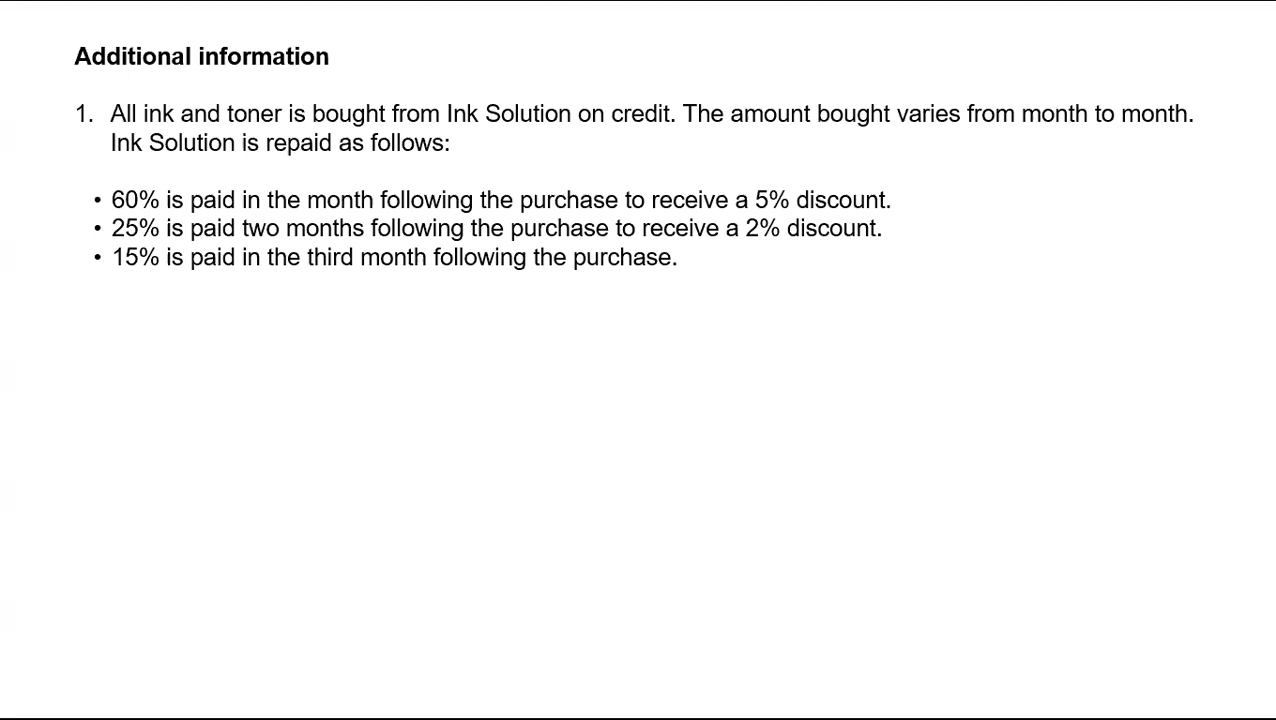 Additional information
1. All ink and toner is bought from Ink Solution on credit. The amount bought varies from month to month.
Ink Solution is repaid as follows:
• 60% is paid in the month following the purchase to receive a 5% discount.
• 25% is paid two months following the purchase to receive a 2% discount.
• 15% is paid in the third month following the purchase.